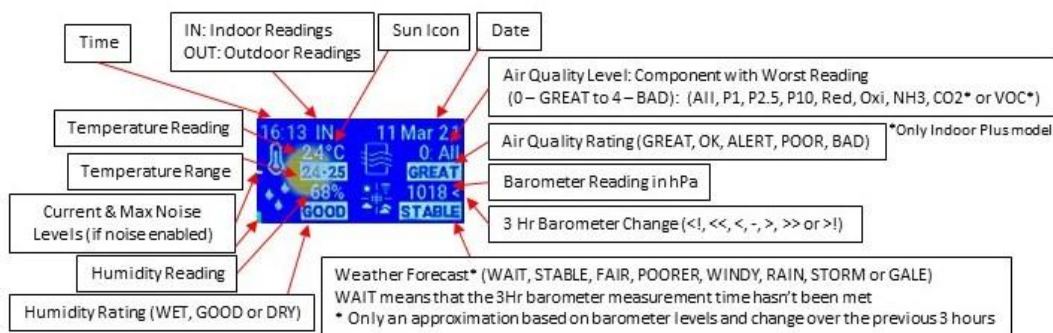 Time
IN: Indoor Readings
OUT: Outdoor Readings
Sun Icon
Date
Air Quality Level: Component with Worst Reading
(0 – GREAT to 4 – BAD): (All, P1, P2.5, P10, Red, Oxi, NH3, CO2* or VOC*)
Temperature Reading
Temperature Range
Current & Max Noise
Levels (if noise enabled)
Humidity Reading
Humidity Rating (WET, GOOD or DRY)
16:13 IN 11 Mar 21
24°C 0: All
24-25 GREAT
68% 1018 <
GOOD STABLE
*Only Indoor Plus model
Air Quality Rating (GREAT, OK, ALERT, POOR, BAD)
Barometer Reading in hPa
3 Hr Barometer Change (<!, <<, <, -, >, >> or >!)
Weather Forecast* (WAIT, STABLE, FAIR, POORER, WINDY, RAIN, STORM or GALE)
WAIT means that the 3Hr barometer measurement time hasn't been met
* Only an approximation based on barometer levels and change over the previous 3 hours